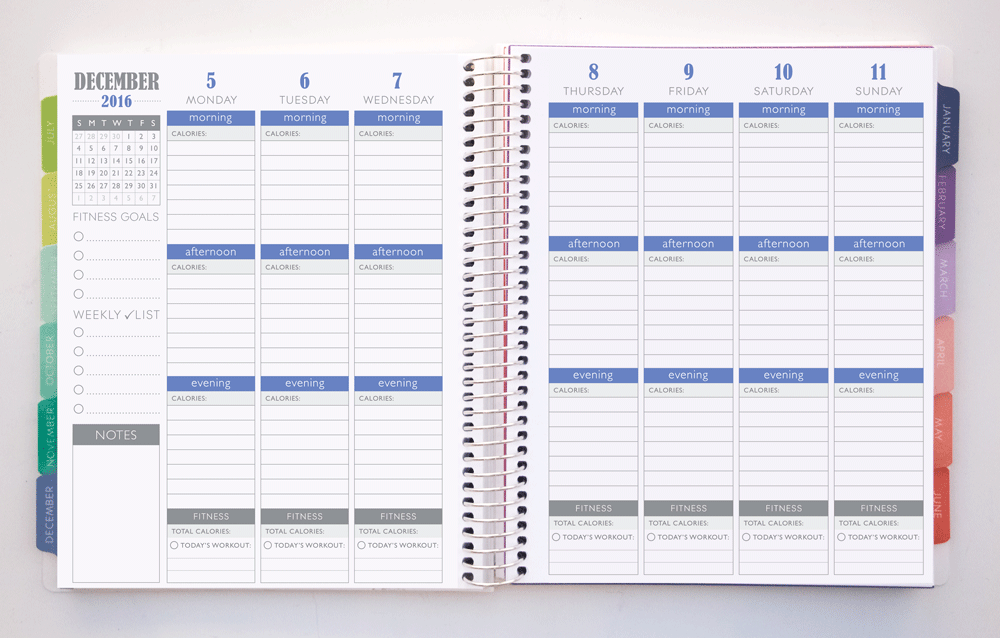 DECEMBER
2016
S M T W T F S
27 28 29 30 1 2 3
4 5 6 7 8 9 10
11 12 13 14 15 16 17
18 19 20 21 22 23 24
25 26 27 28 29 30 31
1 2 3 4 5 6 7
FITNESS GOALS
WEEKLY ✓LIST
NOTES
5 6 7
MONDAY TUESDAY WEDNESDAY
morning morning morning
CALORIES: CALORIES: CALORIES:
afternoon afternoon afternoon
CALORIES: CALORIES: CALORIES:
evening evening evening
CALORIES: CALORIES: CALORIES:
FITNESS FITNESS FITNESS
TOTAL CALORIES: TOTAL CALORIES: TOTAL CALORIES:
TODAY'S WORKOUT: TODAY'S WORKOUT: TODAY'S WORKOUT:
8 9 10 11
THURSDAY FRIDAY SATURDAY SUNDAY
morning morning morning morning
CALORIES: CALORIES: CALORIES: CALORIES:
afternoon afternoon afternoon afternoon
CALORIES: CALORIES: CALORIES: CALORIES:
evening evening evening evening
CALORIES: CALORIES: CALORIES: CALORIES:
FITNESS FITNESS FITNESS FITNESS
TOTAL CALORIES: TOTAL CALORIES: TOTAL CALORIES: TOTAL CALORIES:
TODAY'S WORKOUT: TODAY'S WORKOUT: TODAY'S WORKOUT: TODAY'S WORKOUT:
JULY
AUGUST
OCTOBER
NOVEMBER
DECEMBER
JANUARY
FEBRUARY
MARCH
APRIL
MAY
JUNE